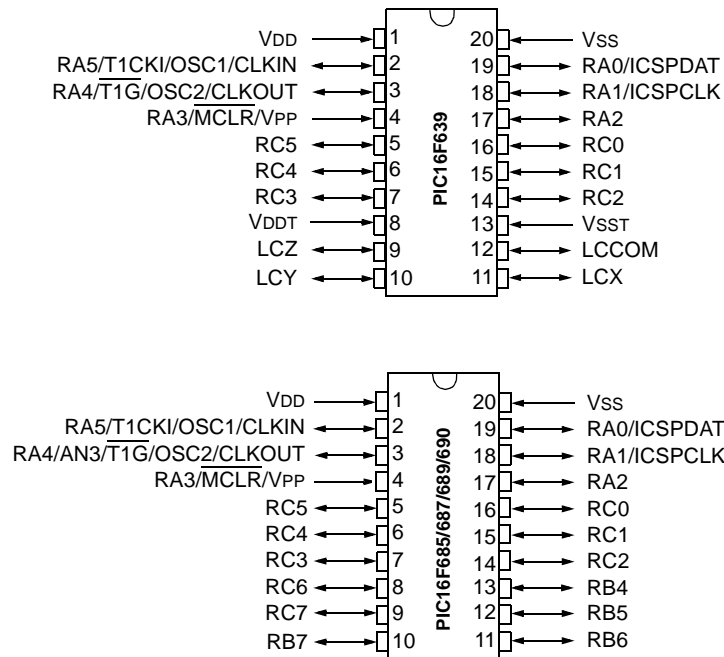 VDD 1 20 VSS
RA5/T1CKI/OSC1/CLKIN 2 19 RA0/ICSPDAT
RA4/T1G/OSC2/CLKOUT 3 18 RA1/ICSPCLK
RA3/MCLR/VPP 4 17 RA2
RC5 5 16 RC0
RC4 6 15 RC1
RC3 7 14 RC2
VDDT 8 13 VSST
LCZ 9 12 LCCOM
LCY 10 11 LCX
PIC16F639
VDD 1 20 VSS
RA5/T1CKI/OSC1/CLKIN 2 19 RA0/ICSPDAT
RA4/AN3/T1G/OSC2/CLKOUT 3 18 RA1/ICSPCLK
RA3/MCLR/VPP 4 17 RA2
RC5 5 16 RC0
RC4 6 15 RC1
RC3 7 14 RC2
RC6 8 13 RB4
RC7 9 12 RB5
RB7 10 11 RB6
PIC16F685/687/689/690